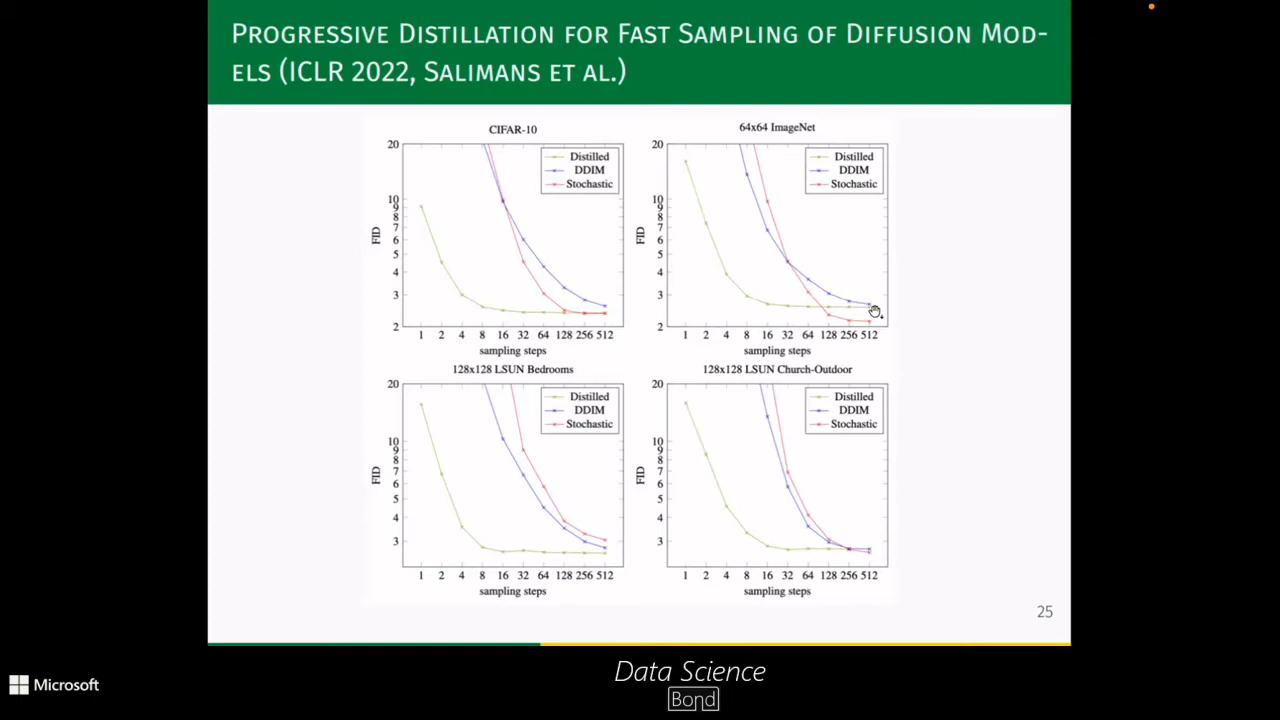 PROGRESSIVE DISTILLATION FOR FAST SAMPLING OF DIFFUSION MOD-
ELS (ICLR 2022, SALIMANS ET AL.)
CIFAR-10
20
10
9
8
7
6
5
4
3
2
FID
Distilled
DDIM
Stochastic
1 2 4 8 16 32 64 128 256 512
sampling steps
64x64 ImageNet
20
10
9
8
7
6
5
4
3
2
FID
Distilled
DDIM
Stochastic
1 2 4 8 16 32 64 128 256 512
sampling steps
128x128 LSUN Bedrooms
20
10
9
8
7
6
5
4
3
FID
Distilled
DDIM
Stochastic
1 2 4 8 16 32 64 128 256 512
sampling steps
128x128 LSUN Church-Outdoor
20
10
9
8
7
6
5
4
3
FID
Distilled
DDIM
Stochastic
1 2 4 8 16 32 64 128 256 512
sampling steps
25
Microsoft
Data Science
Bond